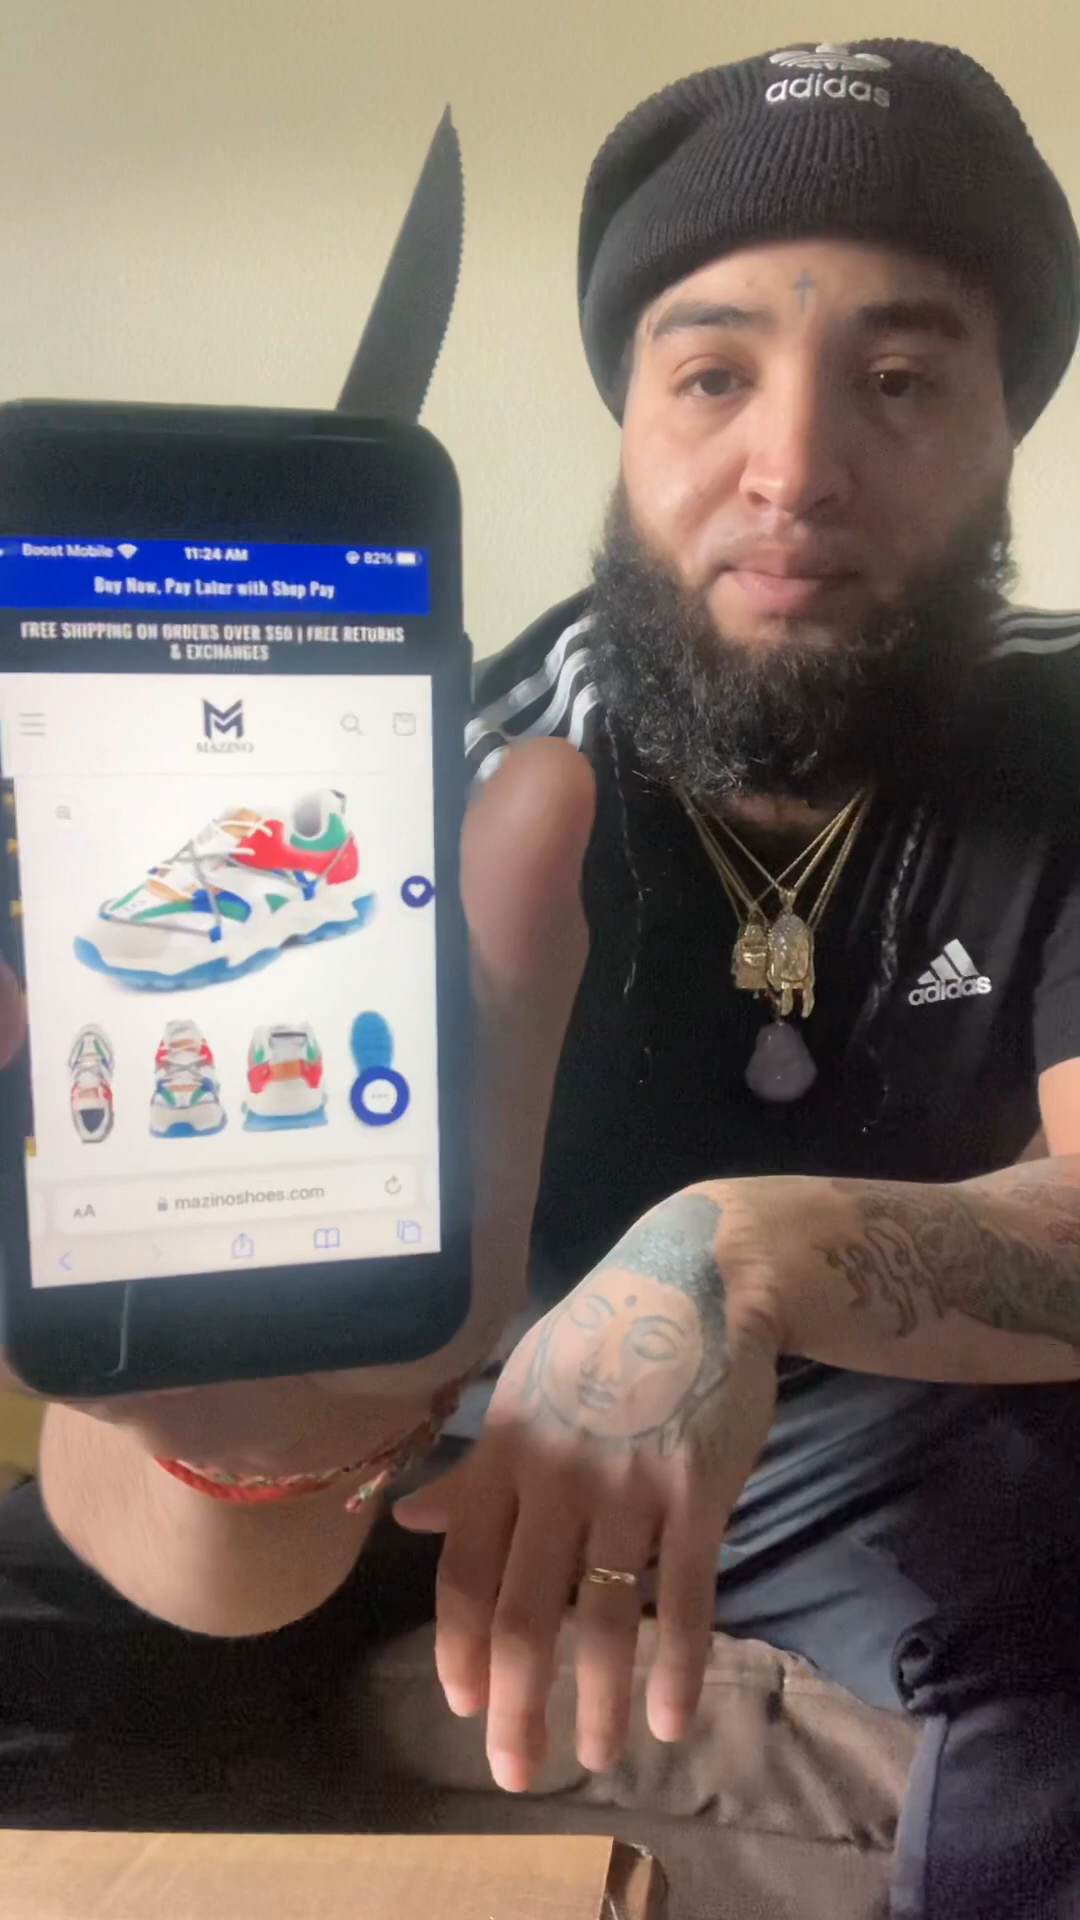 adidas
Boost Mobile 11:24 AM 82%
Buy Now, Pay Later with Shop Pay
FREE SHIPPING ON ORDERS OVER $50 | FREE RETURNS
& EXCHANGES
MAZINO
adidas
AA mazinoshoes.com